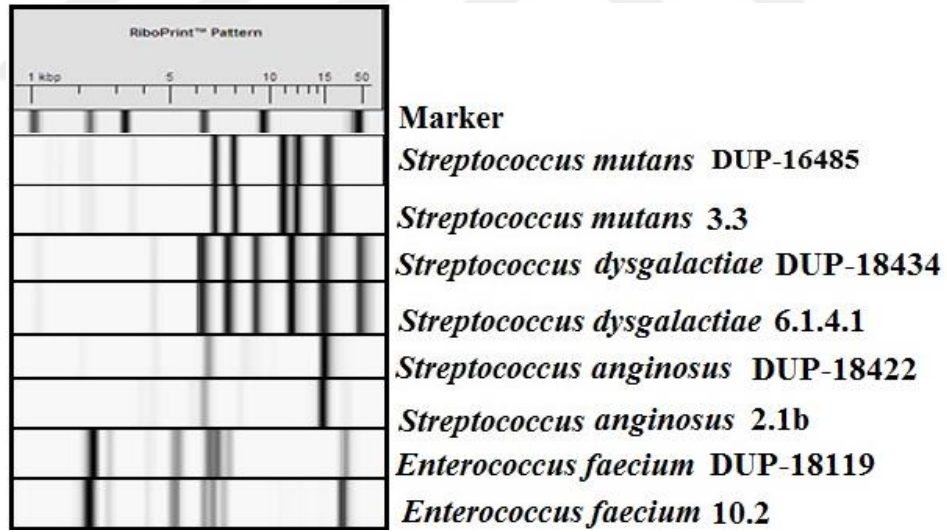 RiboPrint™ Pattern
1 kbp 5 10 15 50
Marker
Streptococcus mutans DUP-16485
Streptococcus mutans 3.3
Streptococcus dysgalactiae DUP-18434
Streptococcus dysgalactiae 6.1.4.1
Streptococcus anginosus DUP-18422
Streptococcus anginosus 2.1b
Enterococcus faecium DUP-18119
Enterococcus faecium 10.2